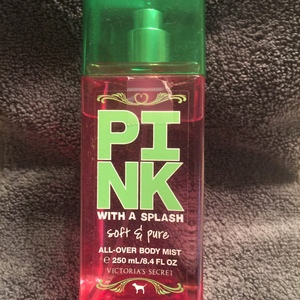 PI
NK
WITH A SPLASH
soft & pure
ALL-OVER BODY MIST
℮ 250 mL/8.4 FL OZ
VICTORIA'S SECRET